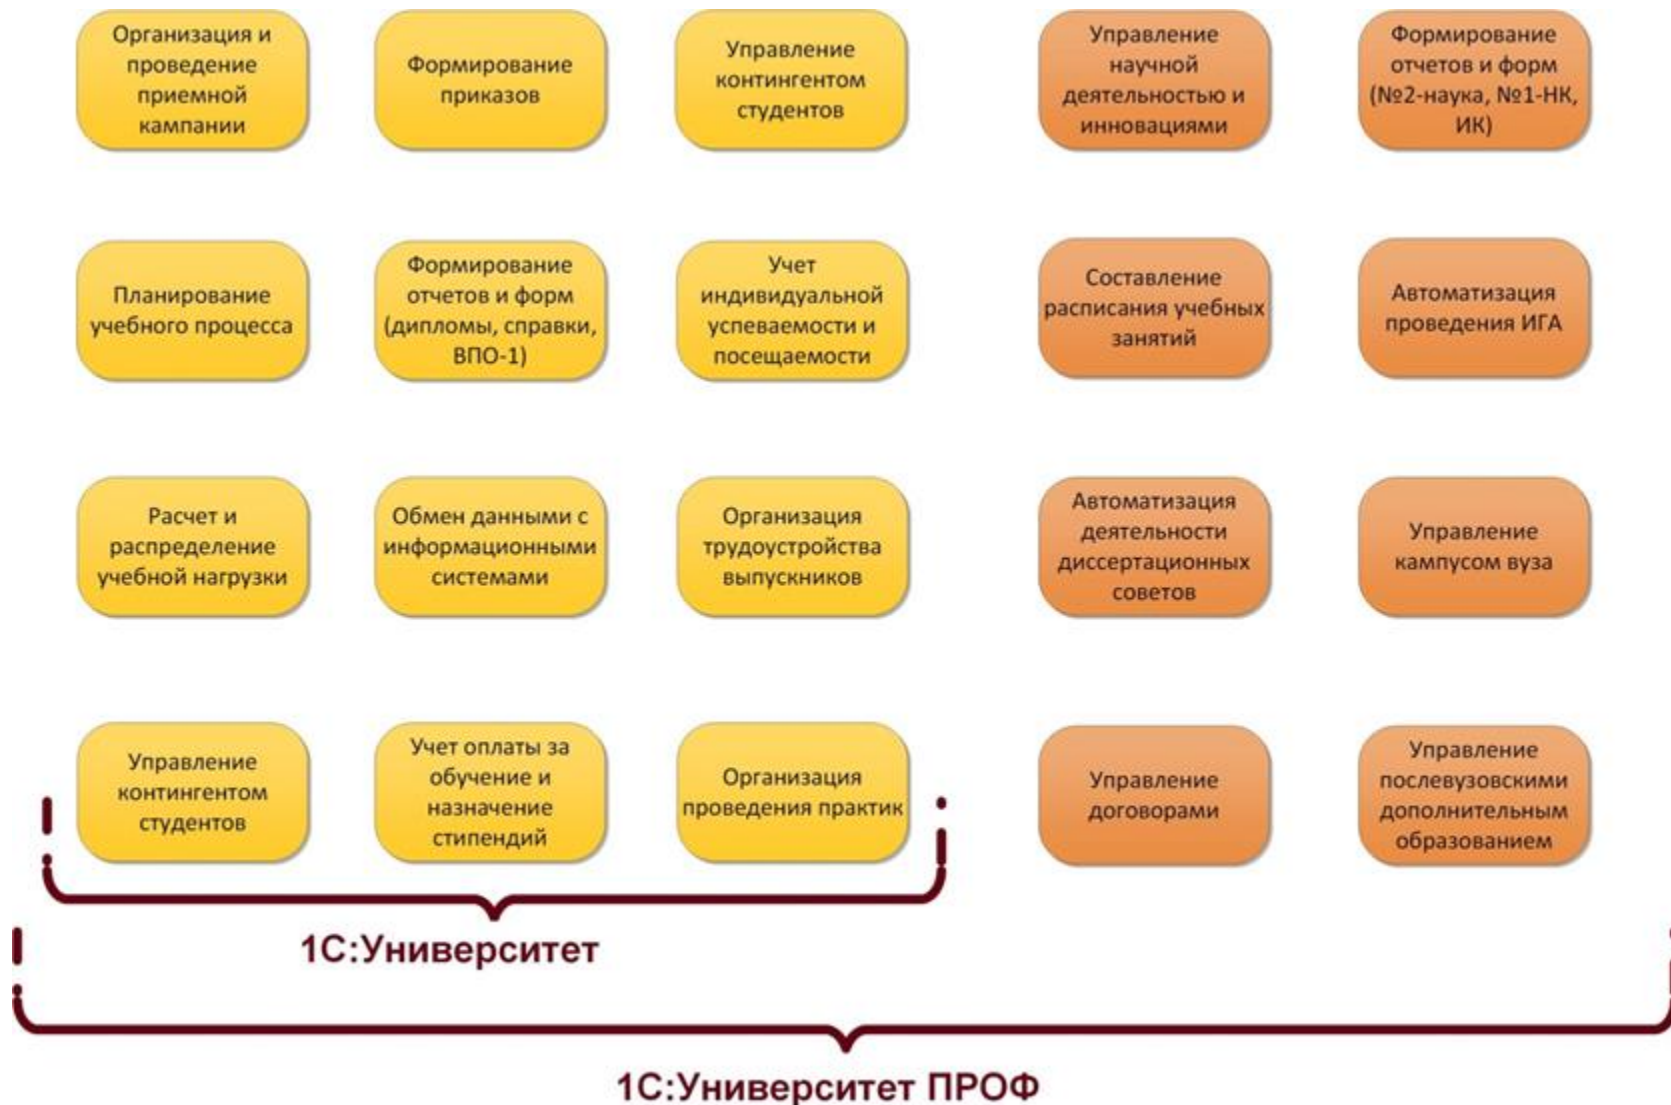 Организация и
проведение
приемной
кампании
Формирование
приказов
Управление
контингентом
студентов
Управление
научной
деятельностью и
инновациями
Формирование
отчетов и форм
(№2-наука, №1-НК,
ИК)
Планирование
учебного процесса
Формирование
отчетов и форм
(дипломы, справки,
ВПО-1)
Учет
индивидуальной
успеваемости и
посещаемости
Составление
расписания учебных
занятий
Автоматизация
проведения ИГА
Расчет и
распределение
учебной нагрузки
Обмен данными с
информационными
системами
Организация
трудоустройства
выпускников
Автоматизация
деятельности
диссертационных
советов
Управление
кампусом вуза
Управление
контингентом
студентов
Учет оплаты за
обучение и
назначение
стипендий
Организация
проведения практик
Управление
договорами
Управление
послевузовскими
дополнительным
образованием
1С:Университет
1С:Университет ПРОФ